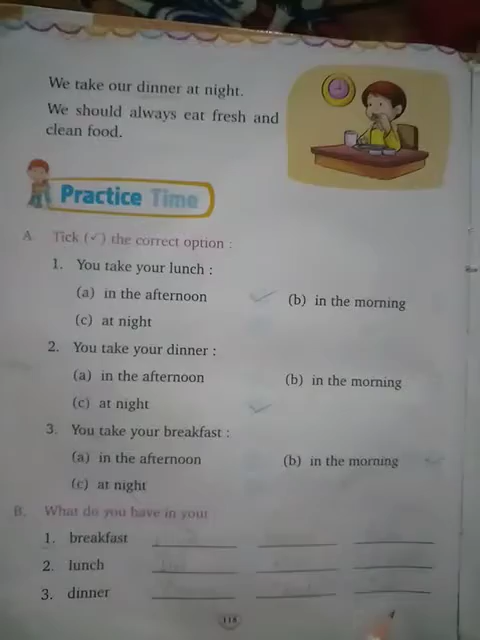 We take our dinner at night.
We should always eat fresh and
clean food.
Practice Time
A. Tick (✓) the correct option :
1. You take your lunch :
(a) in the afternoon ✓ (b) in the morning
(c) at night
2. You take your dinner :
(a) in the afternoon (b) in the morning
(c) at night ✓
3. You take your breakfast :
(a) in the afternoon (b) in the morning ✓
(c) at night
B. What do you have in your
1. breakfast
2. lunch
3. dinner
118